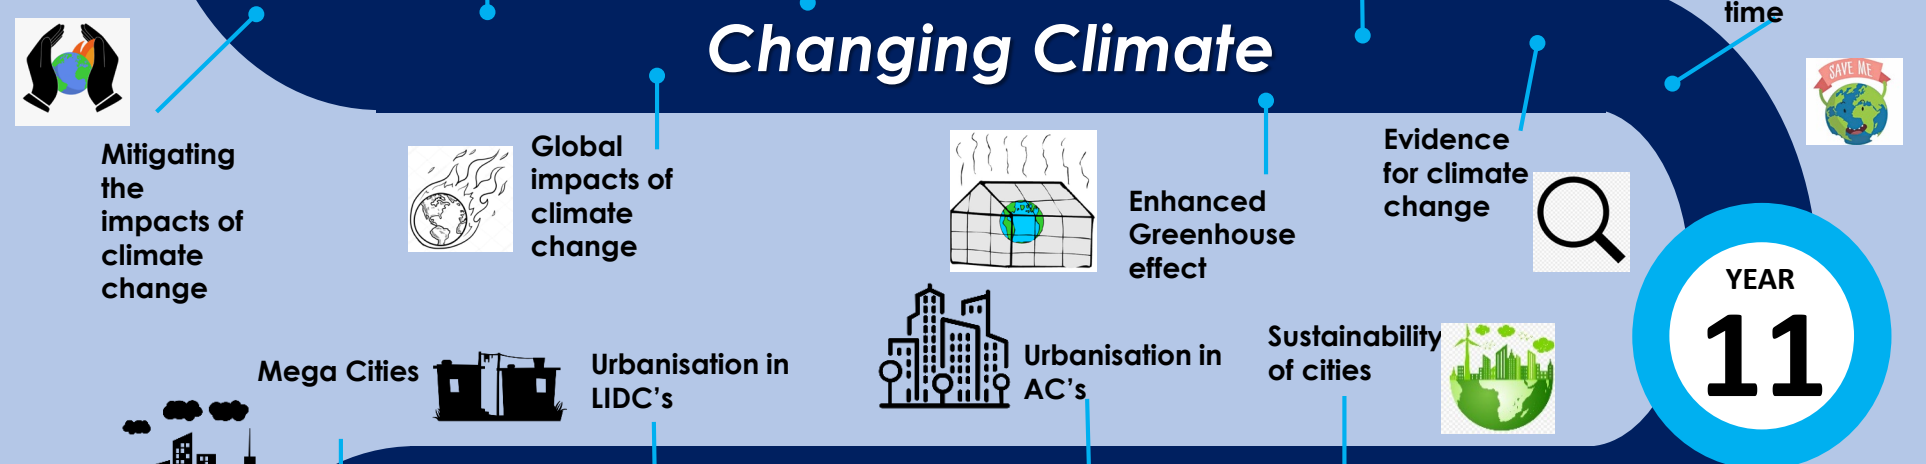 time
Changing Climate
SAVE ME
Mitigating
the
impacts of
climate
change
Global
impacts of
climate
change
Enhanced
Greenhouse
effect
Evidence
for climate
change
YEAR
11
Mega Cities
Urbanisation in
LIDC’s
Urbanisation in
AC’s
Sustainability
of cities